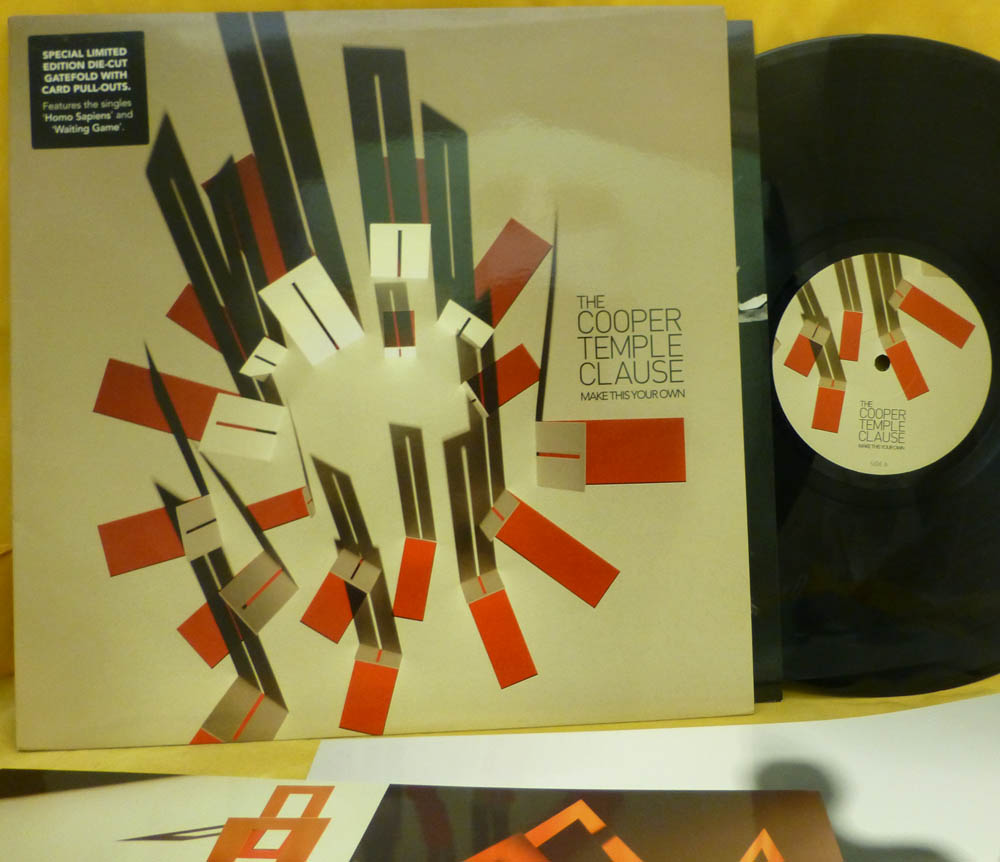 SPECIAL LIMITED
EDITION DIE-CUT
GATEFOLD WITH
CARD PULL-OUTS.
Features the singles
'Homo Sapiens' and
'Waiting Game'.
THE
COOPER
TEMPLE
CLAUSE
MAKE THIS YOUR OWN
THE
COOPER
TEMPLE
CLAUSE
MAKE THIS YOUR OWN